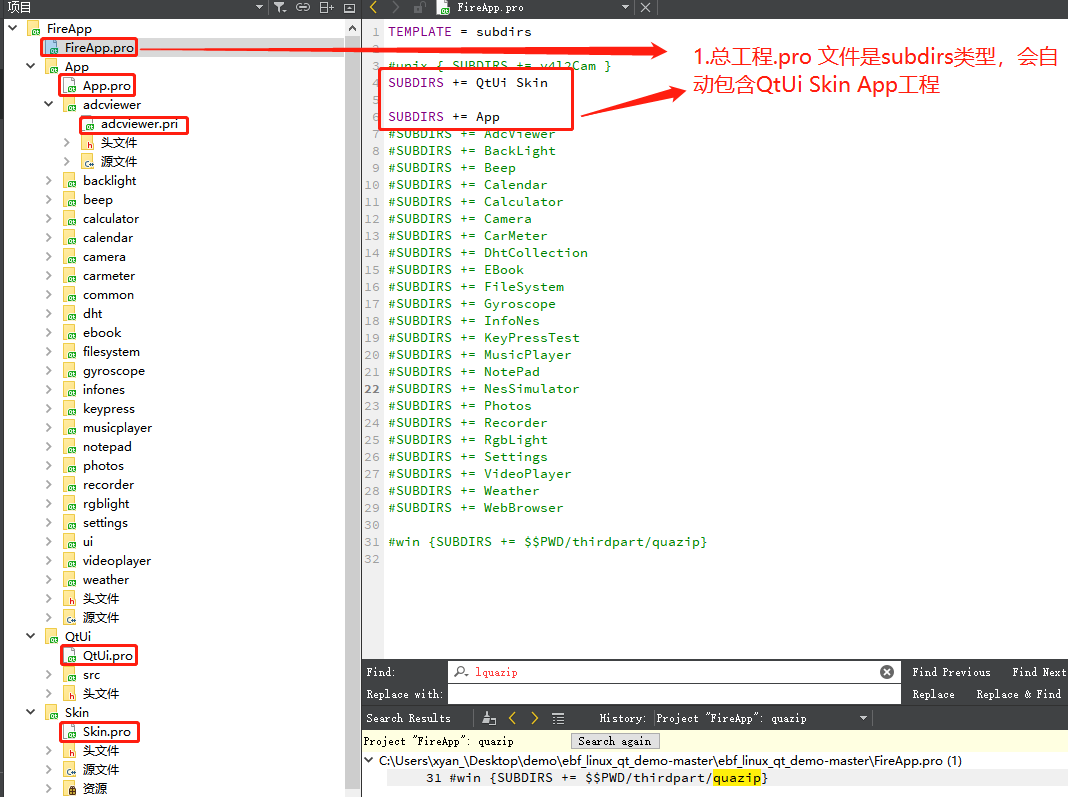 项目
FireApp
FireApp.pro
App
App.pro
adcviewer
adcviewer.pri
头文件
源文件
backlight
beep
calculator
calendar
camera
carmeter
common
dht
ebook
filesystem
gyroscope
infones
keypress
musicplayer
notepad
photos
recorder
rgblight
settings
ui
videoplayer
weather
头文件
源文件
QtUi
QtUi.pro
src
头文件
Skin
Skin.pro
头文件
源文件
资源
FireApp.pro
1 TEMPLATE = subdirs
2
3 #unix { SUBDIRS += v4l2Cam }
4 SUBDIRS += QtUi Skin
5
6 SUBDIRS += App
7 #SUBDIRS += AdcViewer
8 #SUBDIRS += BackLight
9 #SUBDIRS += Beep
10 #SUBDIRS += Calendar
11 #SUBDIRS += Calculator
12 #SUBDIRS += Camera
13 #SUBDIRS += CarMeter
14 #SUBDIRS += DhtCollection
15 #SUBDIRS += EBook
16 #SUBDIRS += FileSystem
17 #SUBDIRS += Gyroscope
18 #SUBDIRS += InfoNes
19 #SUBDIRS += KeyPressTest
20 #SUBDIRS += MusicPlayer
21 #SUBDIRS += NotePad
22 #SUBDIRS += NesSimulator
23 #SUBDIRS += Photos
24 #SUBDIRS += Recorder
25 #SUBDIRS += RgbLight
26 #SUBDIRS += Settings
27 #SUBDIRS += VideoPlayer
28 #SUBDIRS += Weather
29 #SUBDIRS += WebBrowser
30
31 #win {SUBDIRS += $$PWD/thirdpart/quazip}
32
1.总工程.pro 文件是subdirs类型，会自
动包含QtUi Skin App工程
Find: lquazip Find Previous Find Next
Replace with: Replace Replace & Find
Search Results History: Project "FireApp": quazip
Project "FireApp": quazip Search again
C:\Users\xyan_\Desktop\demo\ebf_linux_qt_demo-master\ebf_linux_qt_demo-master\FireApp.pro (1)
31 #win {SUBDIRS += $$PWD/thirdpart/quazip}